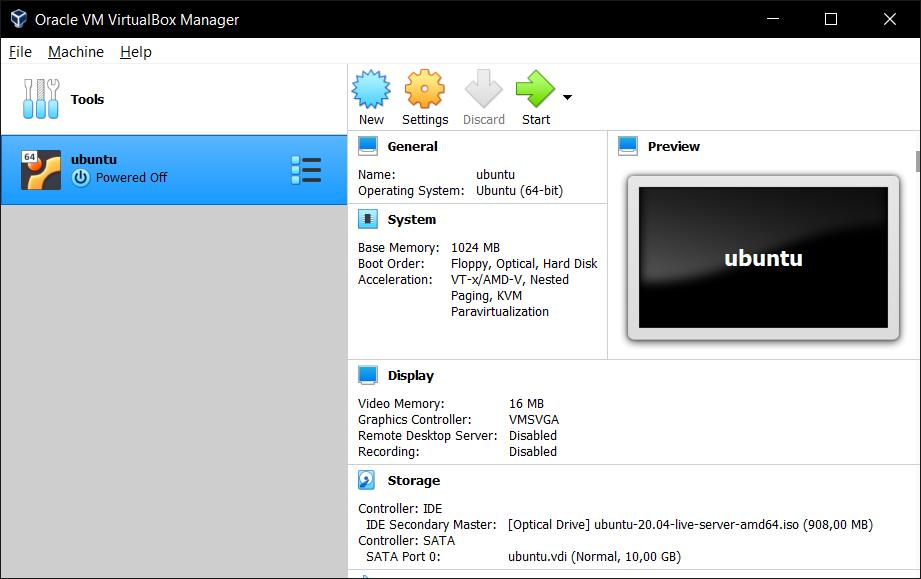 Oracle VM VirtualBox Manager
File Machine Help
Tools
New Settings Discard Start
64
ubuntu
Powered Off
General
Name: ubuntu
Operating System: Ubuntu (64-bit)
System
Base Memory: 1024 MB
Boot Order: Floppy, Optical, Hard Disk
Acceleration: VT-x/AMD-V, Nested
Paging, KVM
Paravirtualization
Preview
ubuntu
Display
Video Memory: 16 MB
Graphics Controller: VMSVGA
Remote Desktop Server: Disabled
Recording: Disabled
Storage
Controller: IDE
IDE Secondary Master: [Optical Drive] ubuntu-20.04-live-server-amd64.iso (908,00 MB)
Controller: SATA
SATA Port 0: ubuntu.vdi (Normal, 10,00 GB)